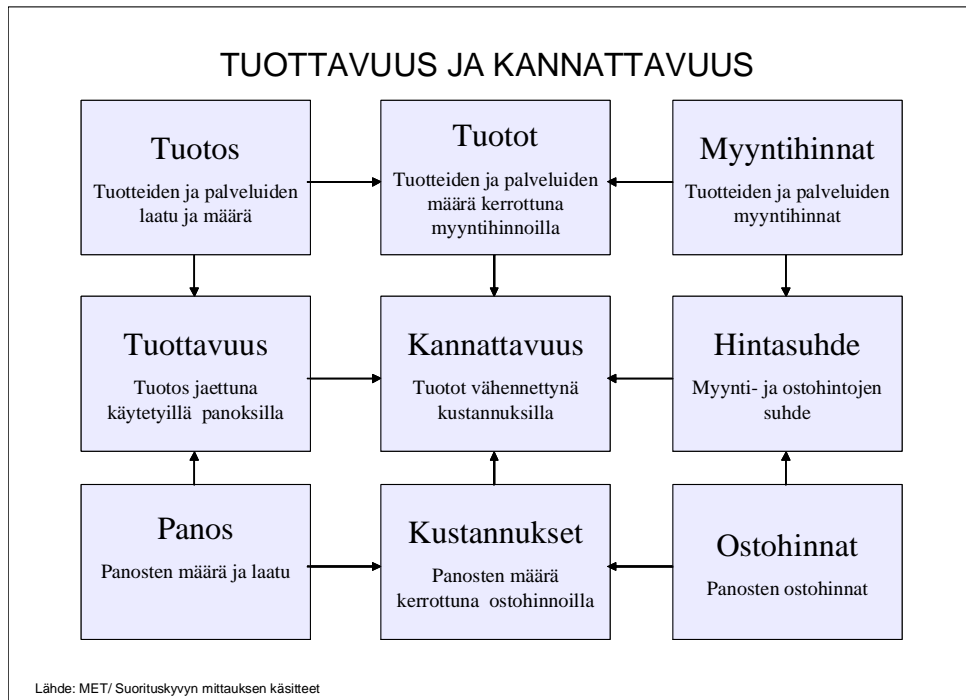 TUOTTAVUUS JA KANNATTAVUUS
Tuotos
Tuotteiden ja palveluiden
laatu ja määrä
Tuotot
Tuotteiden ja palveluiden
määrä kerrottuna
myyntihinnoilla
Myyntihinnat
Tuotteiden ja palveluiden
myyntihinnat
Tuottavuus
Tuotos jaettuna
käytetyillä panoksilla
Kannattavuus
Tuotot vähennettynä
kustannuksilla
Hintasuhde
Myynti- ja ostohintojen
suhde
Panos
Panosten määrä ja laatu
Kustannukset
Panosten määrä
kerrottuna ostohinnoilla
Ostohinnat
Panosten ostohinnat
Lähde: MET/ Suorituskyvyn mittauksen käsitteet